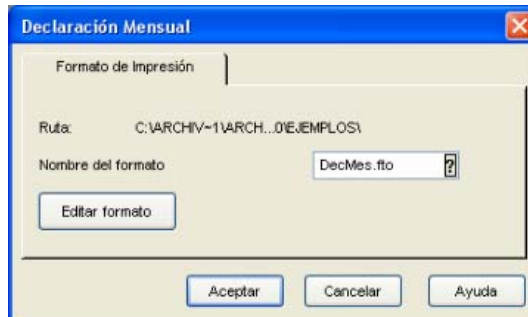 Declaración Mensual
Formato de Impresión
Ruta: C:\ARCHIV~1\ARCH...0\EJEMPLOS\
Nombre del formato DecMes.fto ?
Editar formato
Aceptar Cancelar Ayuda